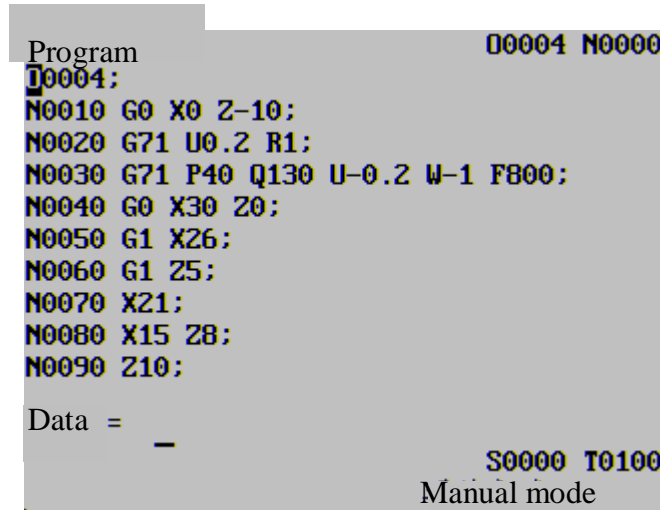 Program O0004 N0000
O0004;
N0010 G0 X0 Z-10;
N0020 G71 U0.2 R1;
N0030 G71 P40 Q130 U-0.2 W-1 F800;
N0040 G0 X30 Z0;
N0050 G1 X26;
N0060 G1 Z5;
N0070 X21;
N0080 X15 Z8;
N0090 Z10;
Data =
S0000 T0100
Manual mode